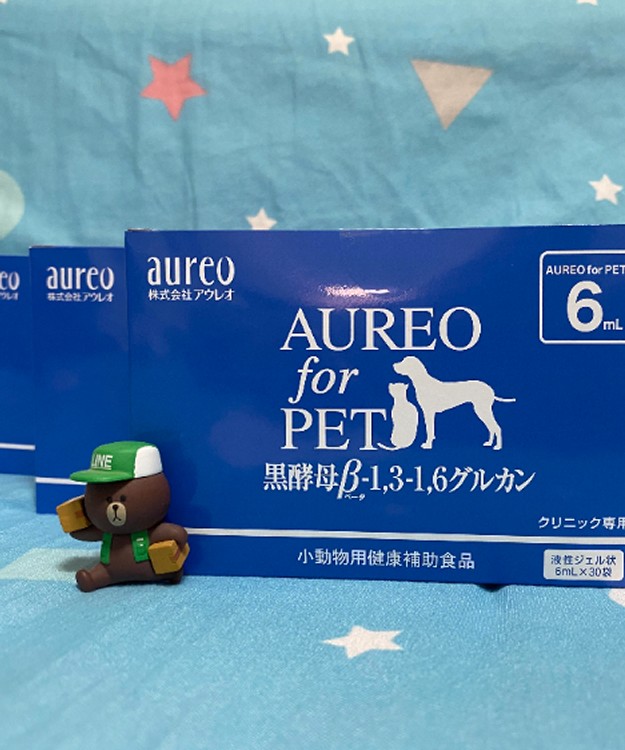 aureo
株式会社アウレオ
aureo
株式会社アウレオ
AUREO for PET
6mL
AUREO
for
PET
黒酵母β-1,3-1,6グルカン
ベータ
クリニック専用
小動物用健康補助食品
液性ジェル状
6mL×30袋
LINE